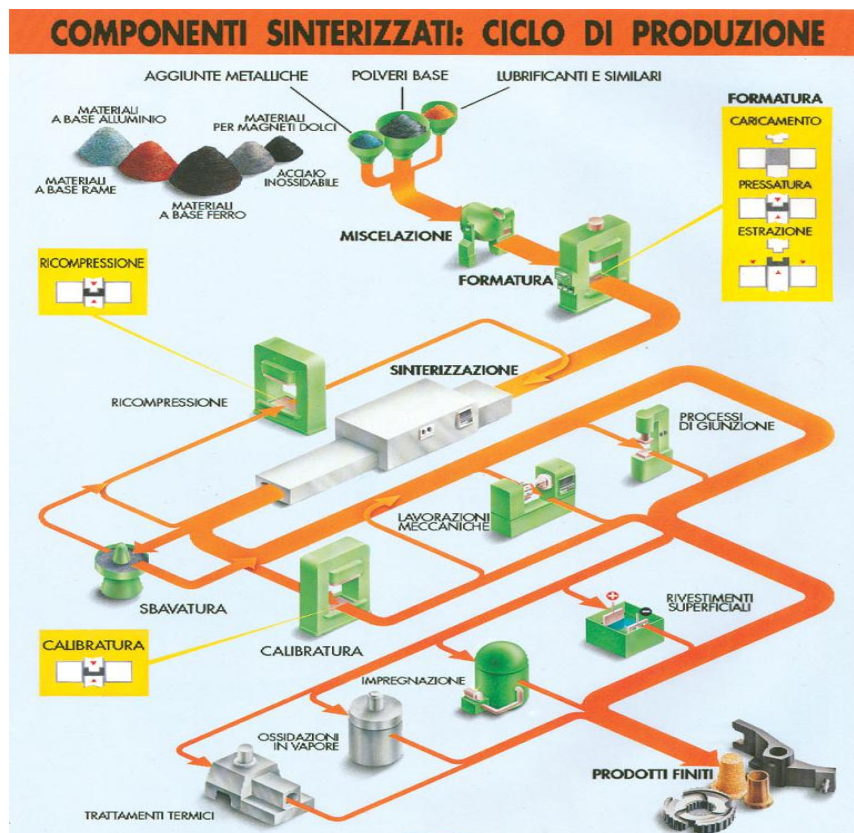 COMPONENTI SINTERIZZATI: CICLO DI PRODUZIONE
AGGIUNTE METALLICHE
POLVERI BASE
LUBRIFICANTI E SIMILARI
MATERIALI
A BASE ALLUMINIO
MATERIALI
PER MAGNETI DOLCI
MATERIALI
A BASE RAME
MATERIALI
A BASE FERRO
ACCIAIO
INOSSIDABILE
FORMATURA
CARICAMENTO
PRESSATURA
ESTRAZIONE
MISCELAZIONE
FORMATURA
RICOMPRESSIONE
RICOMPRESSIONE
SINTERIZZAZIONE
PROCESSI
DI GIUNZIONE
LAVORAZIONI
MECCANICHE
SBAVATURA
CALIBRATURA
CALIBRATURA
RIVESTIMENTI
SUPERFICIALI
IMPREGNAZIONE
OSSIDAZIONI
IN VAPORE
TRATTAMENTI TERMICI
PRODOTTI FINITI